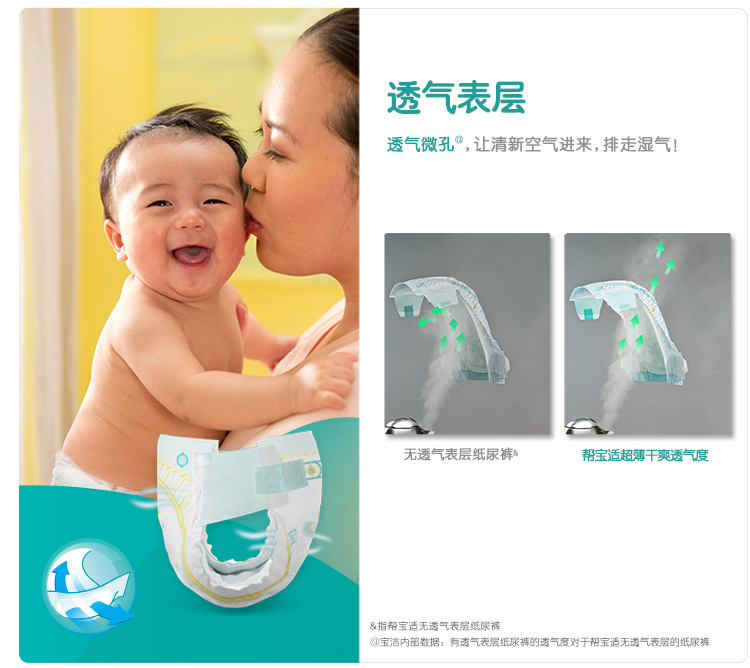 透气表层
透气微孔@,让清新空气进来,排走湿气!
无透气表层纸尿裤&
帮宝适超薄干爽透气度
&指帮宝适无透气表层纸尿裤
@宝洁内部数据：有透气表层纸尿裤的透气度对于帮宝适无透气表层的纸尿裤